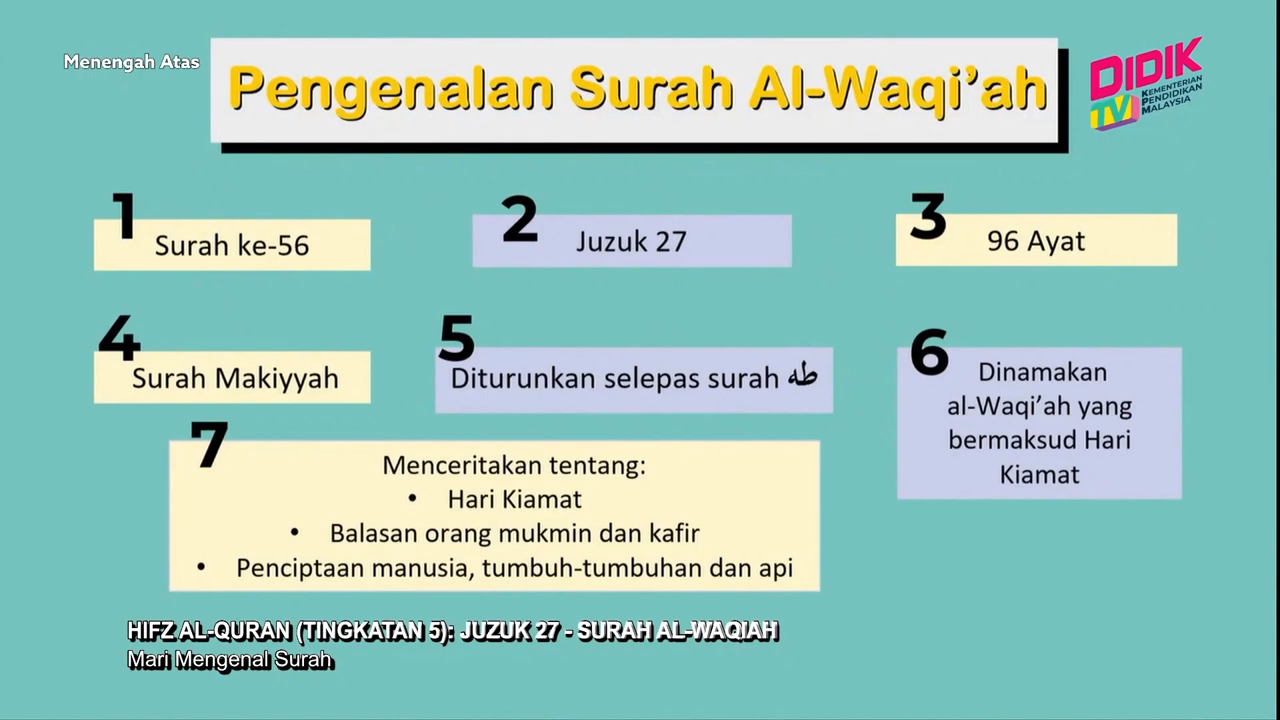 Menengah Atas
Pengenalan Surah Al-Waqi’ah
DIDIK
TV
KEMENTERIAN
PENDIDIKAN
MALAYSIA
1
Surah ke-56
2
Juzuk 27
3
96 Ayat
4
Surah Makiyyah
5
Diturunkan selepas surah طه
6
Dinamakan
al-Waqi’ah yang
bermaksud Hari
Kiamat
7
Menceritakan tentang:
• Hari Kiamat
• Balasan orang mukmin dan kafir
• Penciptaan manusia, tumbuh-tumbuhan dan api
HIFZ AL-QURAN (TINGKATAN 5): JUZUK 27 - SURAH AL-WAQIAH
Mari Mengenal Surah